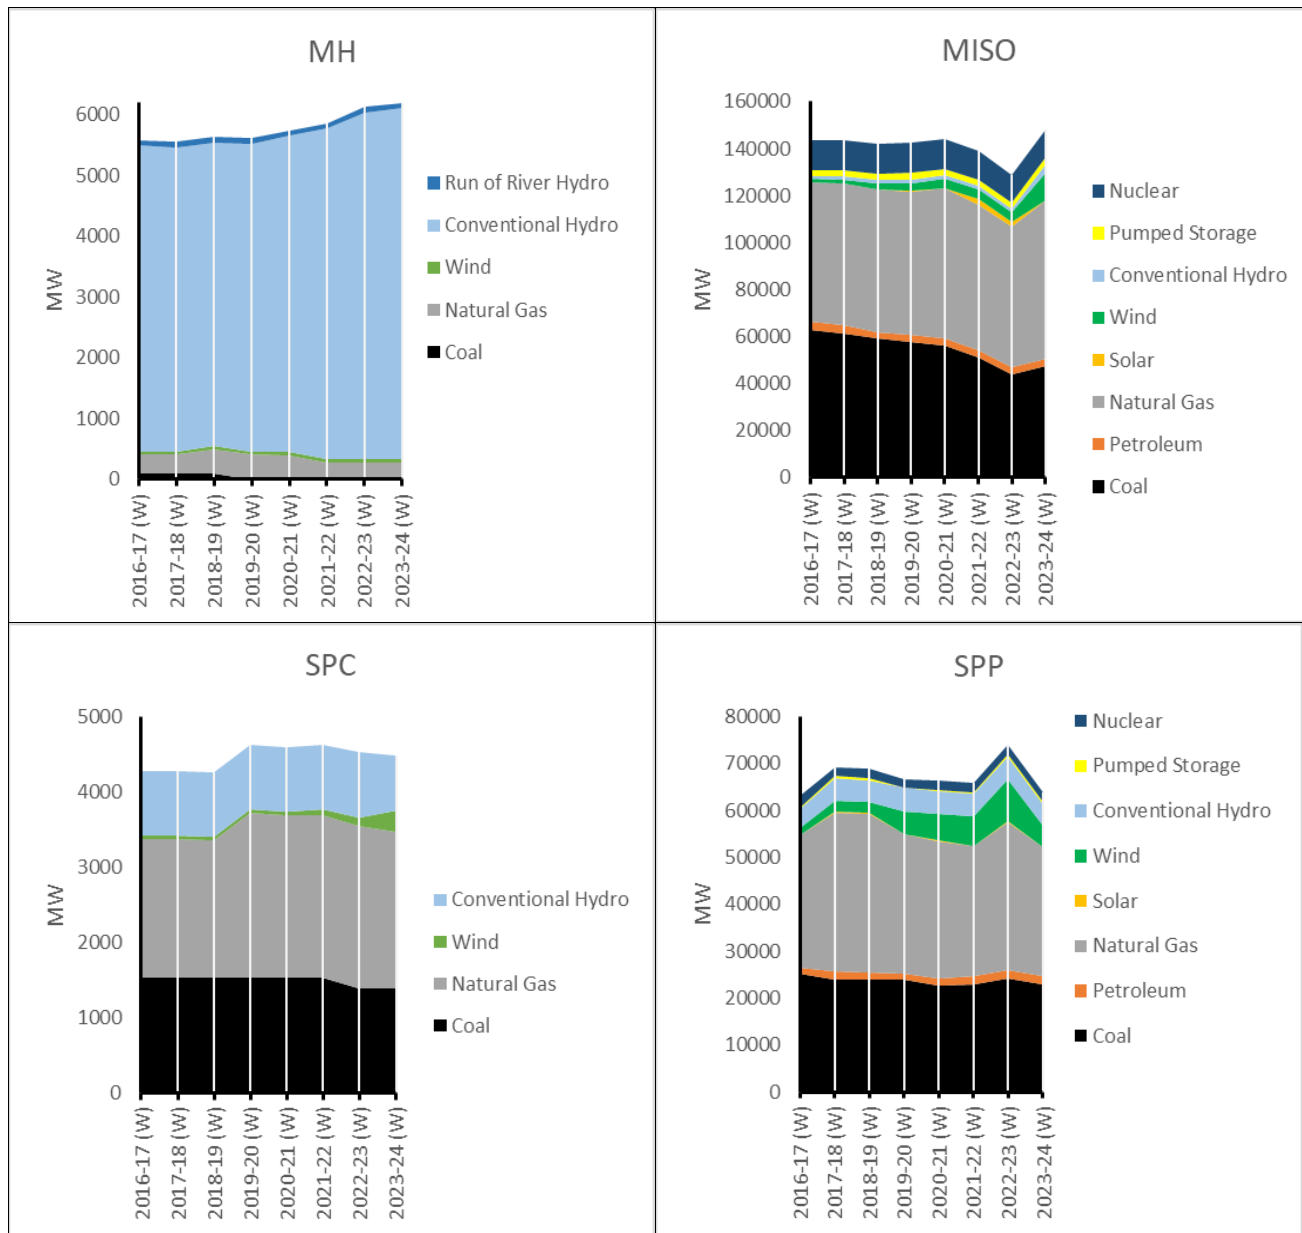 MH
6000
5000
4000
3000
2000
1000
0
MW
2016-17 (W)
2017-18 (W)
2018-19 (W)
2019-20 (W)
2020-21 (W)
2021-22 (W)
2022-23 (W)
2023-24 (W)
Run of River Hydro
Conventional Hydro
Wind
Natural Gas
Coal
MISO
160000
140000
120000
100000
80000
60000
40000
20000
0
MW
2016-17 (W)
2017-18 (W)
2018-19 (W)
2019-20 (W)
2020-21 (W)
2021-22 (W)
2022-23 (W)
2023-24 (W)
Nuclear
Pumped Storage
Conventional Hydro
Wind
Solar
Natural Gas
Petroleum
Coal
SPC
5000
4000
3000
2000
1000
0
MW
2016-17 (W)
2017-18 (W)
2018-19 (W)
2019-20 (W)
2020-21 (W)
2021-22 (W)
2022-23 (W)
2023-24 (W)
Conventional Hydro
Wind
Natural Gas
Coal
SPP
80000
70000
60000
50000
40000
30000
20000
10000
0
MW
2016-17 (W)
2017-18 (W)
2018-19 (W)
2019-20 (W)
2020-21 (W)
2021-22 (W)
2022-23 (W)
2023-24 (W)
Nuclear
Pumped Storage
Conventional Hydro
Wind
Solar
Natural Gas
Petroleum
Coal